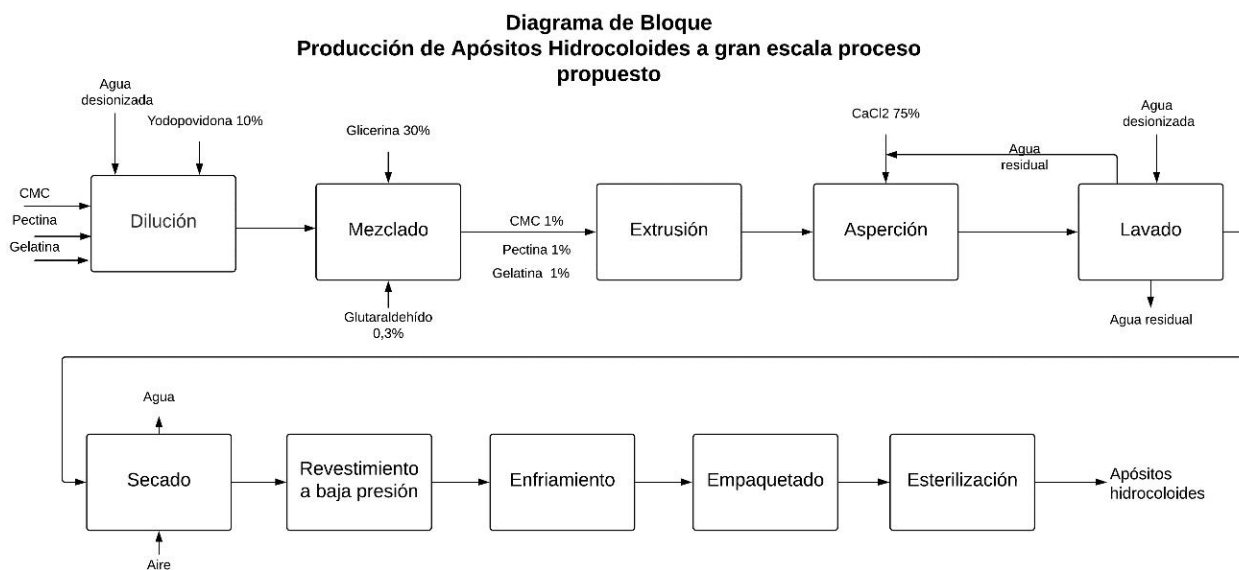 Diagrama de Bloque
Producción de Apósitos Hidrocoloides a gran escala proceso
propuesto
Agua
desionizada
Yodopovidona 10%
CMC
Pectina
Gelatina
Dilución
Glicerina 30%
Mezclado
Glutaraldehído
0,3%
CMC 1%
Pectina 1%
Gelatina 1%
Extrusión
CaCl2 75%
Asperción
Agua
residual
Agua
desionizada
Lavado
Agua residual
Agua
Secado
Aire
Revestimiento
a baja presión
Enfriamiento
Empaquetado
Esterilización
Apósitos
hidrocoloides